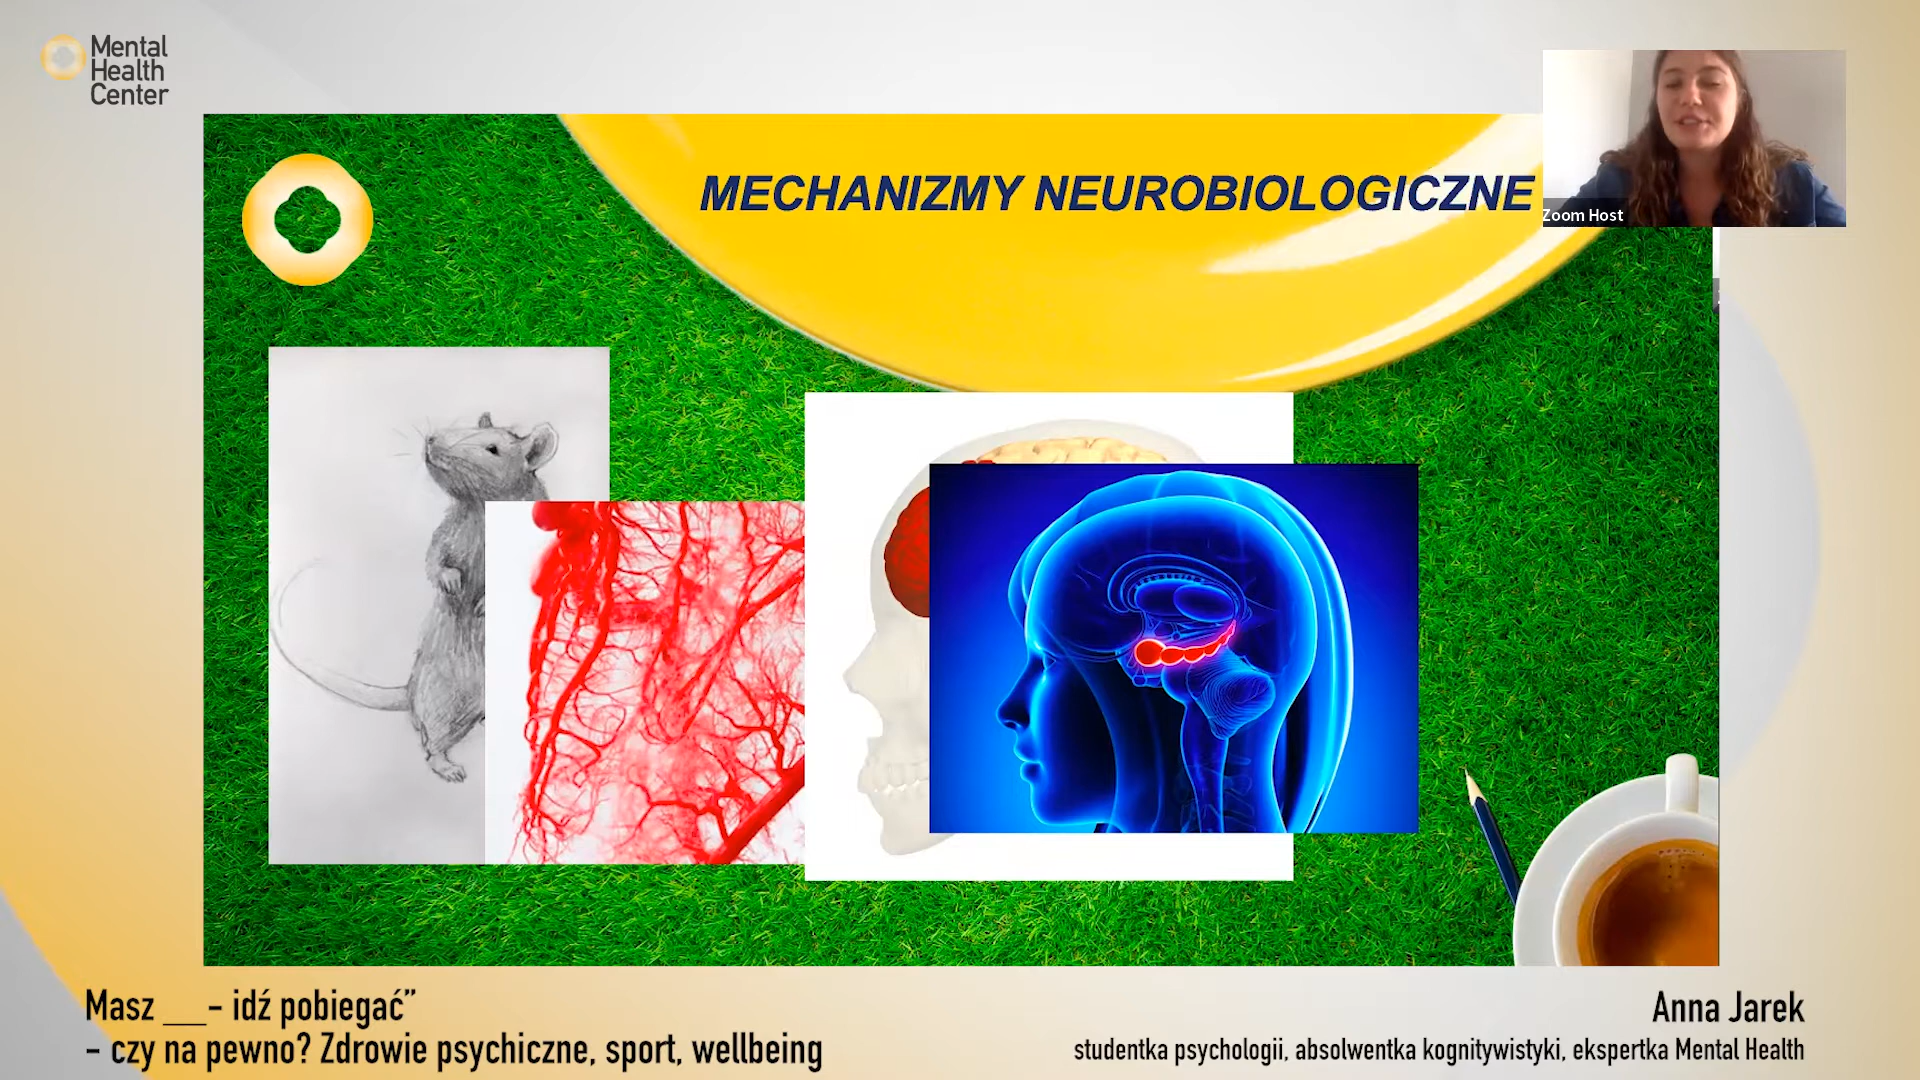 Mental
Health
Center
MECHANIZMY NEUROBIOLOGICZNE
Zoom Host
Masz __- idź pobiegać”
- czy na pewno? Zdrowie psychiczne, sport, wellbeing
Anna Jarek
studentka psychologii, absolwentka kognitywistyki, ekspertka Mental Health